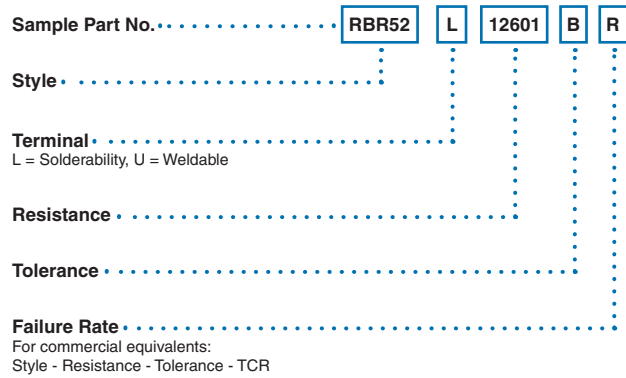 Sample Part No. RBR52 L 12601 B R
Style
Terminal
L = Solderability, U = Weldable
Resistance
Tolerance
Failure Rate
For commercial equivalents:
Style - Resistance - Tolerance - TCR